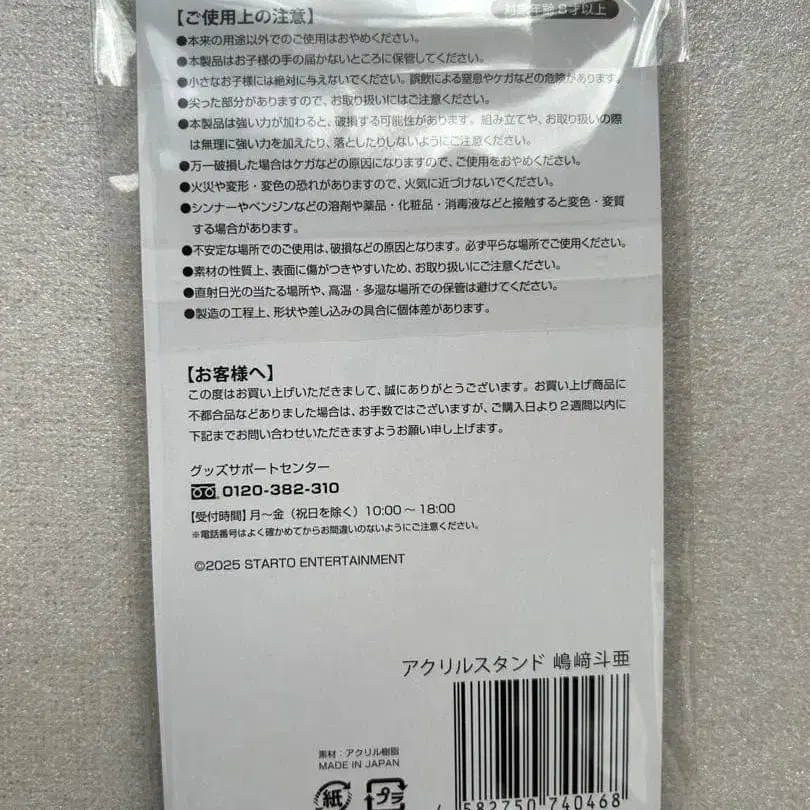 【ご使用上の注意】
対象年齢8才以上
●本来の用途以外でのご使用はおやめください。
●本製品はお子様の手の届かないところに保管してください。
●小さなお子様には絶対に与えないでください。誤飲による窒息やケガなどの危険があります。
●尖った部分がありますので、お取り扱いにはご注意ください。
●本製品は強い力が加わると、破損する可能性があります。組み立てや、お取り扱いの際
は無理に強い力を加えたり、落としたりしないようにご注意ください。
●万一破損した場合はケガなどの原因になりますので、ご使用をおやめください。
●火災や変形・変色の恐れがありますので、火気に近づけないでください。
●シンナーやベンジンなどの溶剤や薬品・化粧品・消毒液などと接触すると変色・変質
する場合があります。
●不安定な場所でのご使用は、破損などの原因となります。必ず平らな場所でご使用ください。
●素材の性質上、表面に傷がつきやすいため、お取り扱いにご注意ください。
●直射日光の当たる場所や、高温・多湿な場所での保管は避けてください。
●製造の工程上、形状や差し込みの具合に個体差があります。
【お客様へ】
この度はお買い上げいただきまして、誠にありがとうございます。お買い上げ商品に
不都合品などありました場合は、お手数ではございますが、ご購入日より2週間以内に
下記までお問い合わせいただきますようお願い申し上げます。
グッズサポートセンター
0120-382-310
【受付時間】月～金（祝日を除く）10:00～18:00
※電話番号はよく確かめてからお間違いのないようにご注意ください。
©2025 STARTO ENTERTAINMENT
アクリルスタンド 嶋﨑斗亜
素材：アクリル樹脂
MADE IN JAPAN
紙
プラ
4 582750 740468